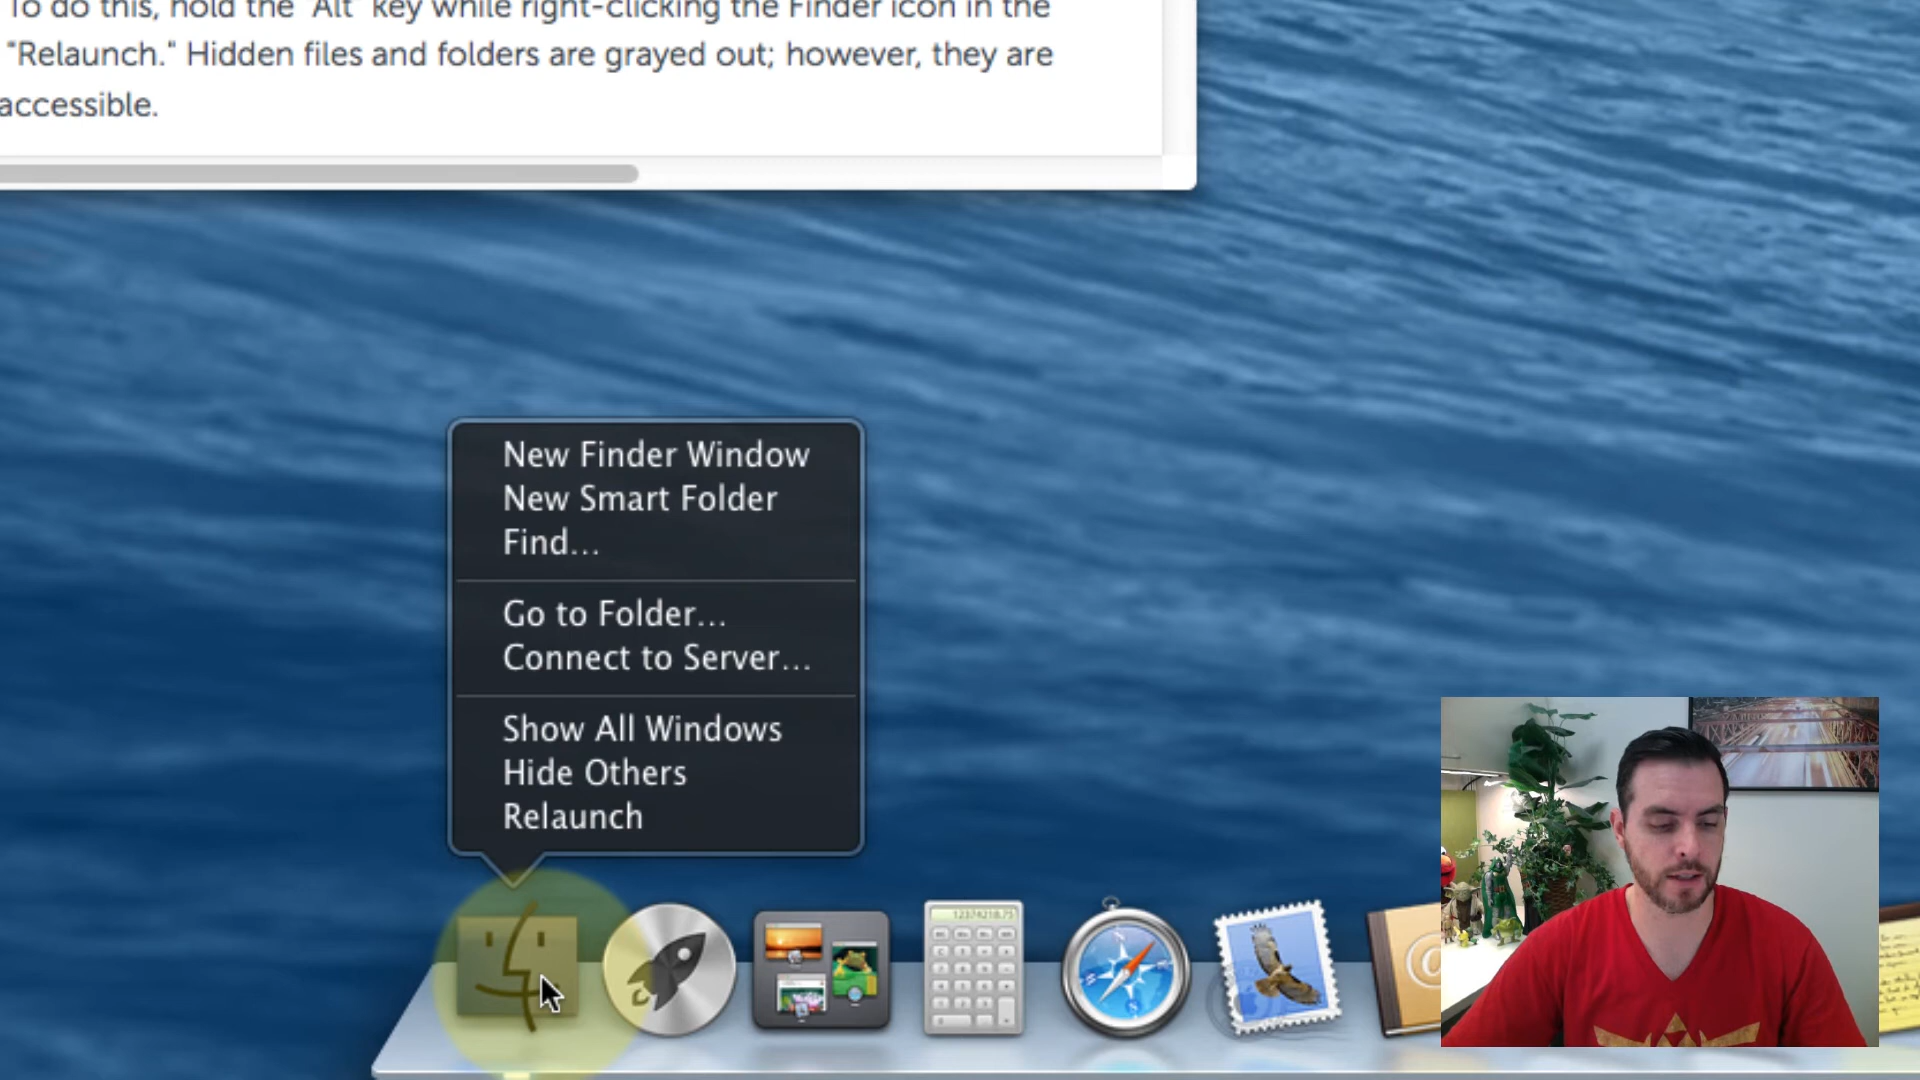 To do this, hold the "Alt" key while right-clicking the Finder icon in the
"Relaunch." Hidden files and folders are grayed out; however, they are
accessible.
New Finder Window
New Smart Folder
Find...
Go to Folder...
Connect to Server...
Show All Windows
Hide Others
Relaunch
12374218.75
@